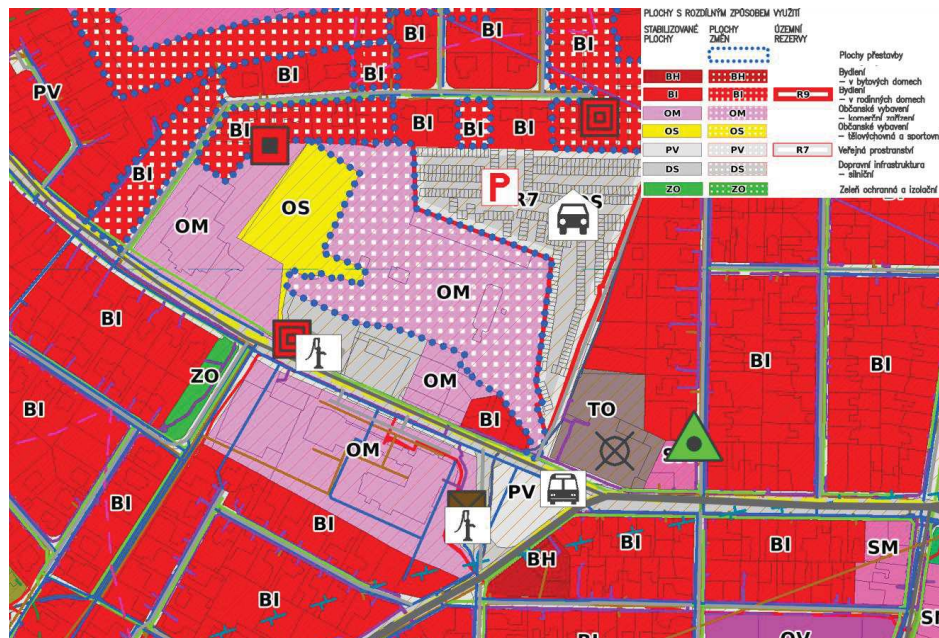 PLOCHY S ROZDÍLNÝM ZPŮSOBEM VYUŽITÍ
STABILIZOVANÉ PLOCHY
PLOCHY ZMĚN
ÚZEMNÍ REZERVY
Plochy přestavby
BH BH Bydlení – v bytových domech
BI BI R9 Bydlení – v rodinných domech
OM OM Občanské vybavení – komerční zařízení
OS OS Občanské vybavení – tělovýchovná a sportovní
PV PV R7 Veřejná prostranství
DS DS Dopravní infrastruktura – silniční
ZO ZO Zeleň ochranná a izolační
BI
BI
PV
BI
BI
BI
BI
BI
BI
BI
P
R7
OS
OM
OM
BI
BI
BI
ZO
OM
BI
TO
BI
OM
PV
BI
BI
BH
BI
BI
SM
BI
BI
OV